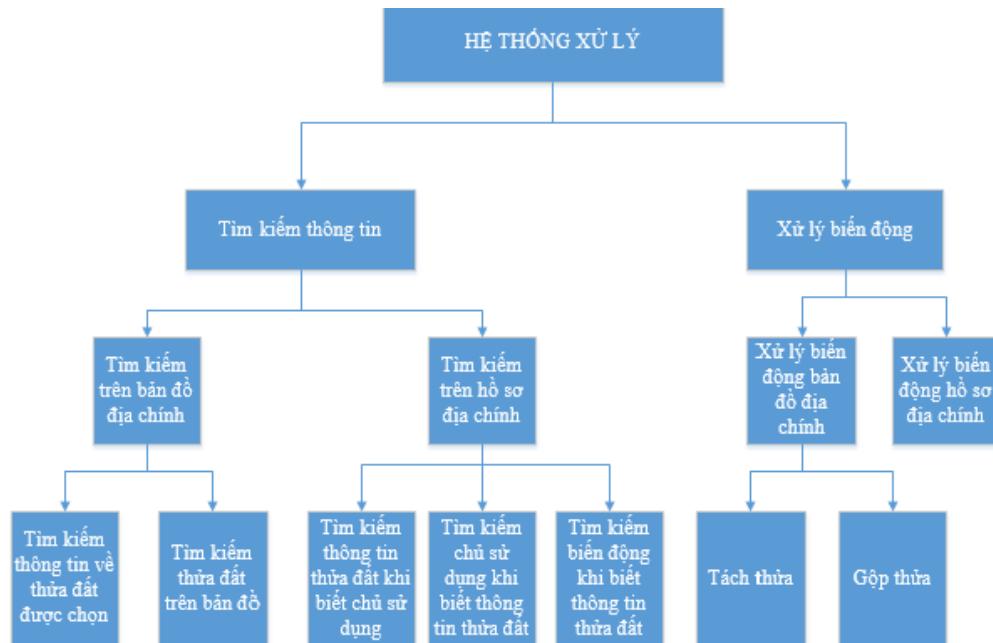 HỆ THỐNG XỬ LÝ
Tìm kiếm thông tin
Xử lý biến động
Tìm kiếm
trên bản đồ
địa chính
Tìm kiếm
trên hồ sơ
địa chính
Xử lý biến
động bản
đồ địa
chính
Xử lý biến
động hồ sơ
địa chính
Tìm kiếm
thông tin về
thửa đất
được chọn
Tìm kiếm
thửa đất
trên bản đồ
Tìm kiếm
thông tin
thửa đất khi
biết chủ sử
dụng
Tìm kiếm
chủ sử
dụng khi
biết thông
tin thửa đất
Tìm kiếm
biến động
khi biết
thông tin
thửa đất
Tách thửa
Gộp thửa